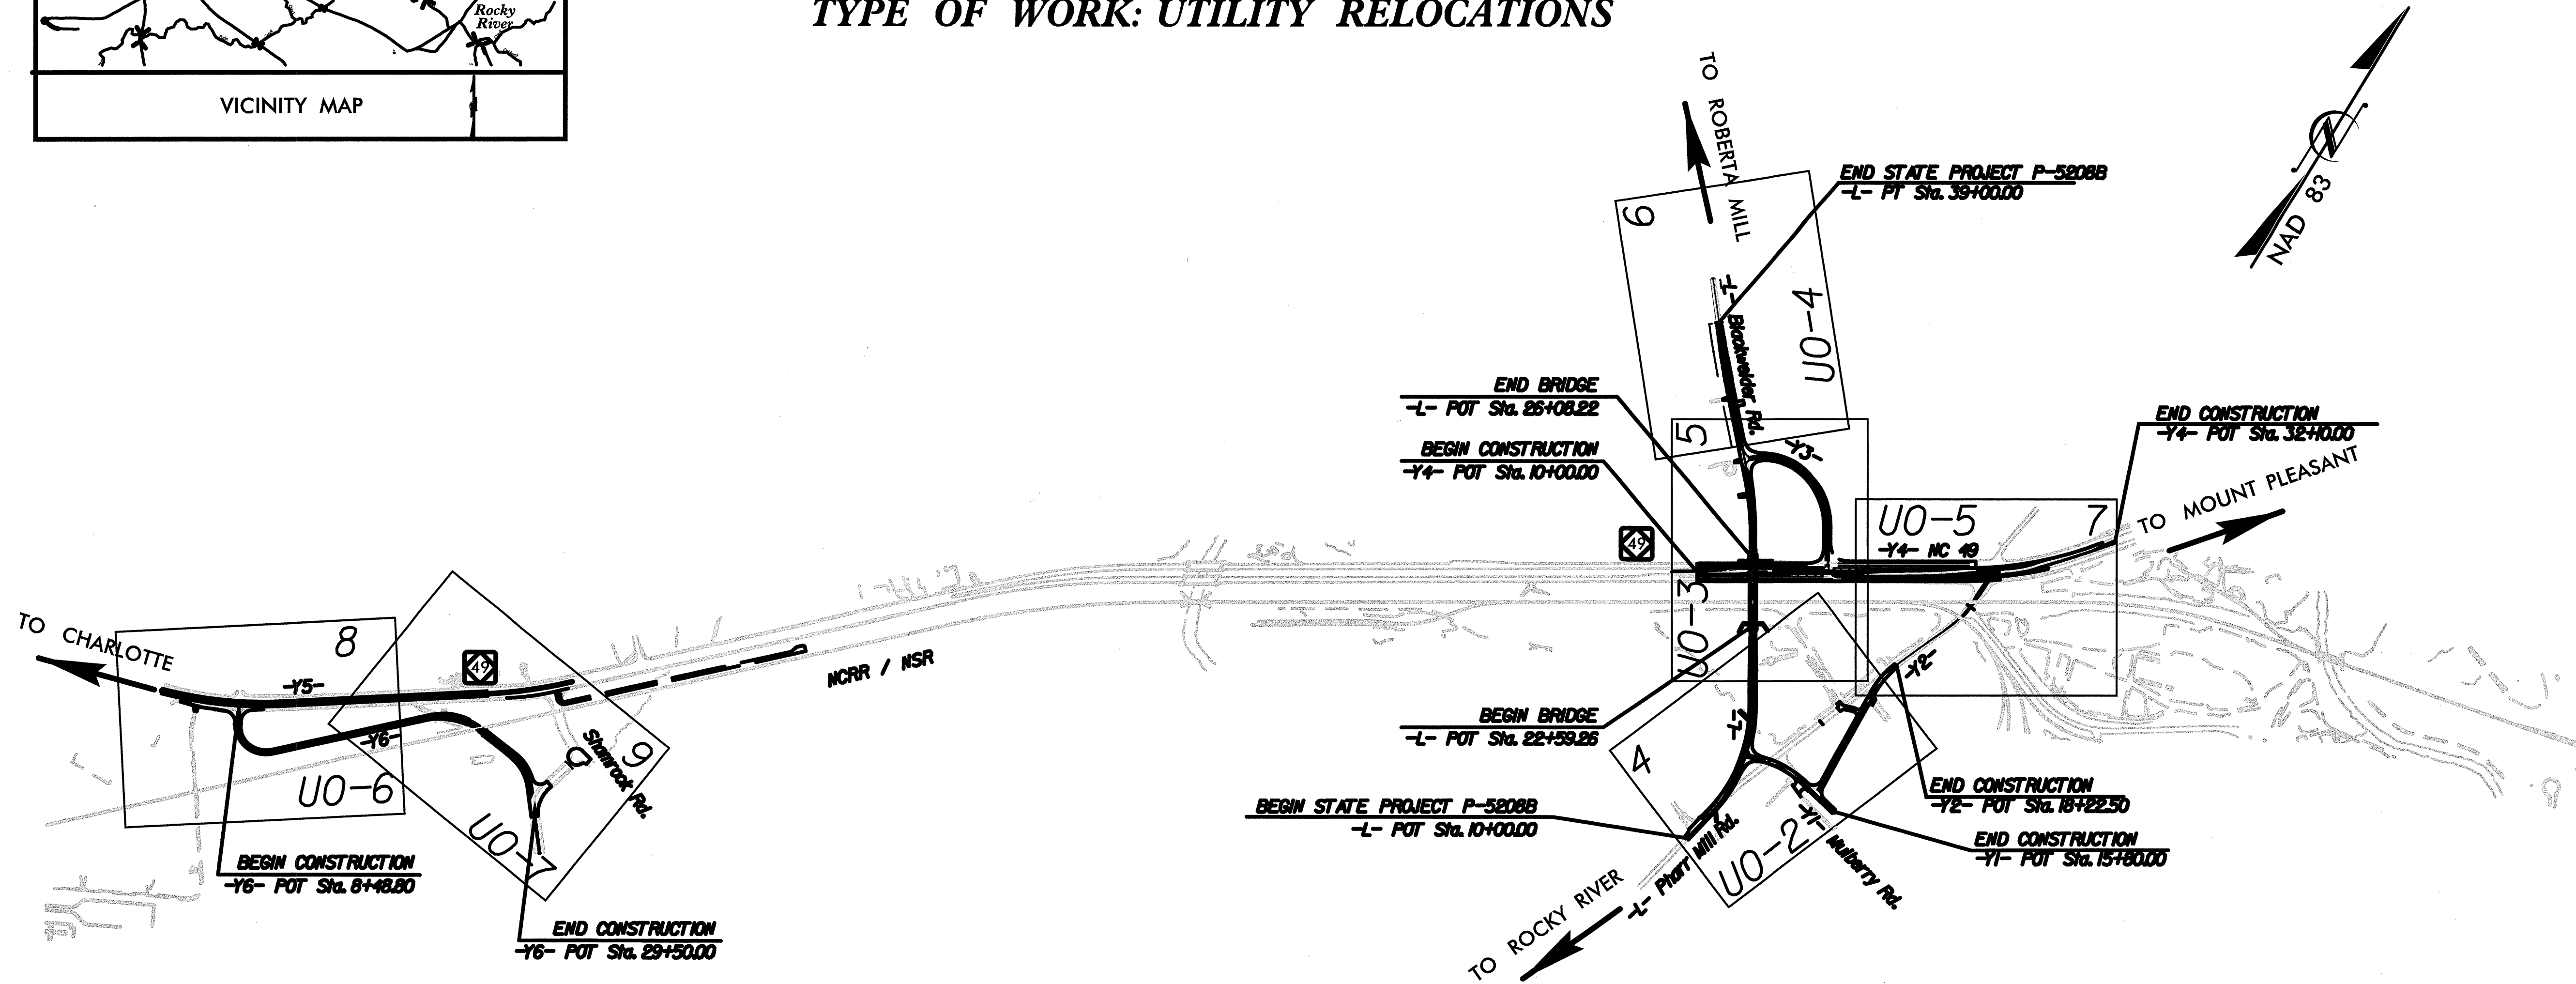 Rocky
River
VICINITY MAP
TYPE OF WORK: UTILITY RELOCATIONS
NAD 83
TO ROBERTA MILL
END STATE PROJECT P-5208B
-L- PT Sta. 39+00.00
6
UO-4
-L-
Blackwelder Rd.
END BRIDGE
-L- POT Sta. 26+08.22
5
BEGIN CONSTRUCTION
-Y4- POT Sta. 10+00.00
-Y3-
END CONSTRUCTION
-Y4- POT Sta. 32+10.00
TO MOUNT PLEASANT
49
UO-5
7
-Y4- NC 49
UO-3
TO CHARLOTTE
8
49
-Y5-
NCRR / NSR
-Y6-
Shamrock Rd.
9
UO-6
UO-7
BEGIN BRIDGE
-L- POT Sta. 22+59.26
-L-
-Y2-
4
END CONSTRUCTION
-Y2- POT Sta. 18+22.50
BEGIN STATE PROJECT P-5208B
-L- POT Sta. 10+00.00
END CONSTRUCTION
-Y1- POT Sta. 15+80.00
UO-2
-Y1- Mulberry Rd.
-L- Pharr Mill Rd.
TO ROCKY RIVER
BEGIN CONSTRUCTION
-Y6- POT Sta. 8+48.80
END CONSTRUCTION
-Y6- POT Sta. 29+50.00